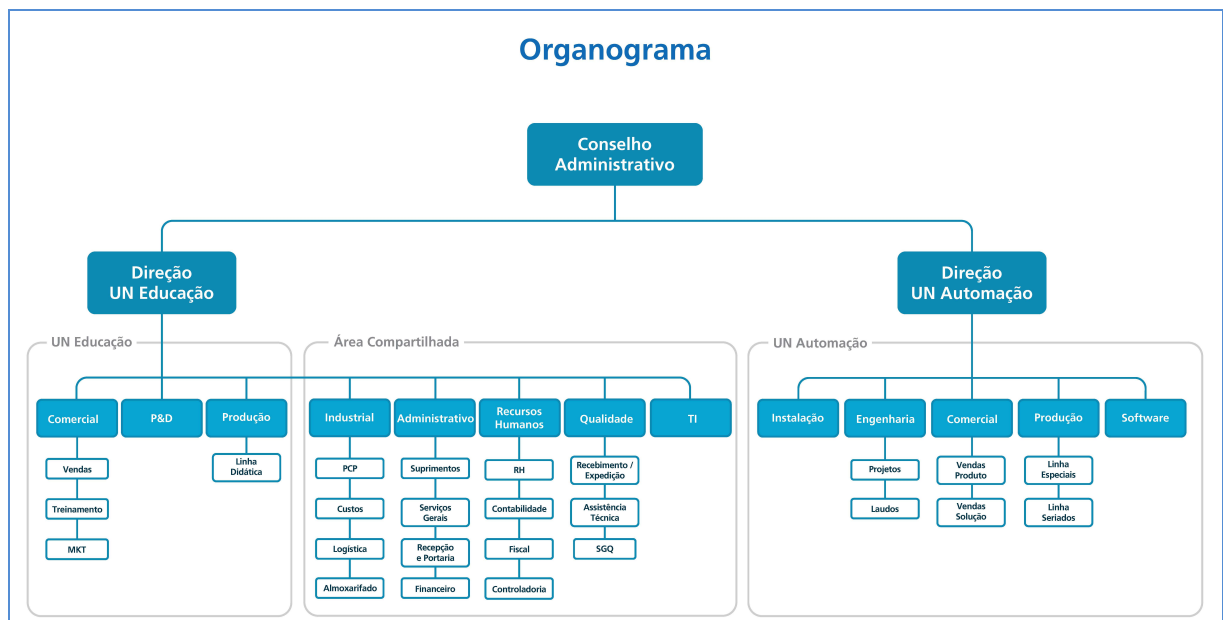 Organograma
Conselho
Administrativo
Direção
UN Educação
Direção
UN Automação
UN Educação
Área Compartilhada
UN Automação
Comercial
P&D
Produção
Industrial
Administrativo
Recursos
Humanos
Qualidade
TI
Instalação
Engenharia
Comercial
Produção
Software
Vendas
Treinamento
MKT
Linha
Didática
PCP
Custos
Logística
Almoxarifado
Suprimentos
Serviços
Gerais
Recepção
e Portaria
Financeiro
RH
Contabilidade
Fiscal
Controladoria
Recebimento /
Expedição
Assistência
Técnica
SGQ
Projetos
Laudos
Vendas
Produto
Vendas
Solução
Linha
Especiais
Linha
Seriados